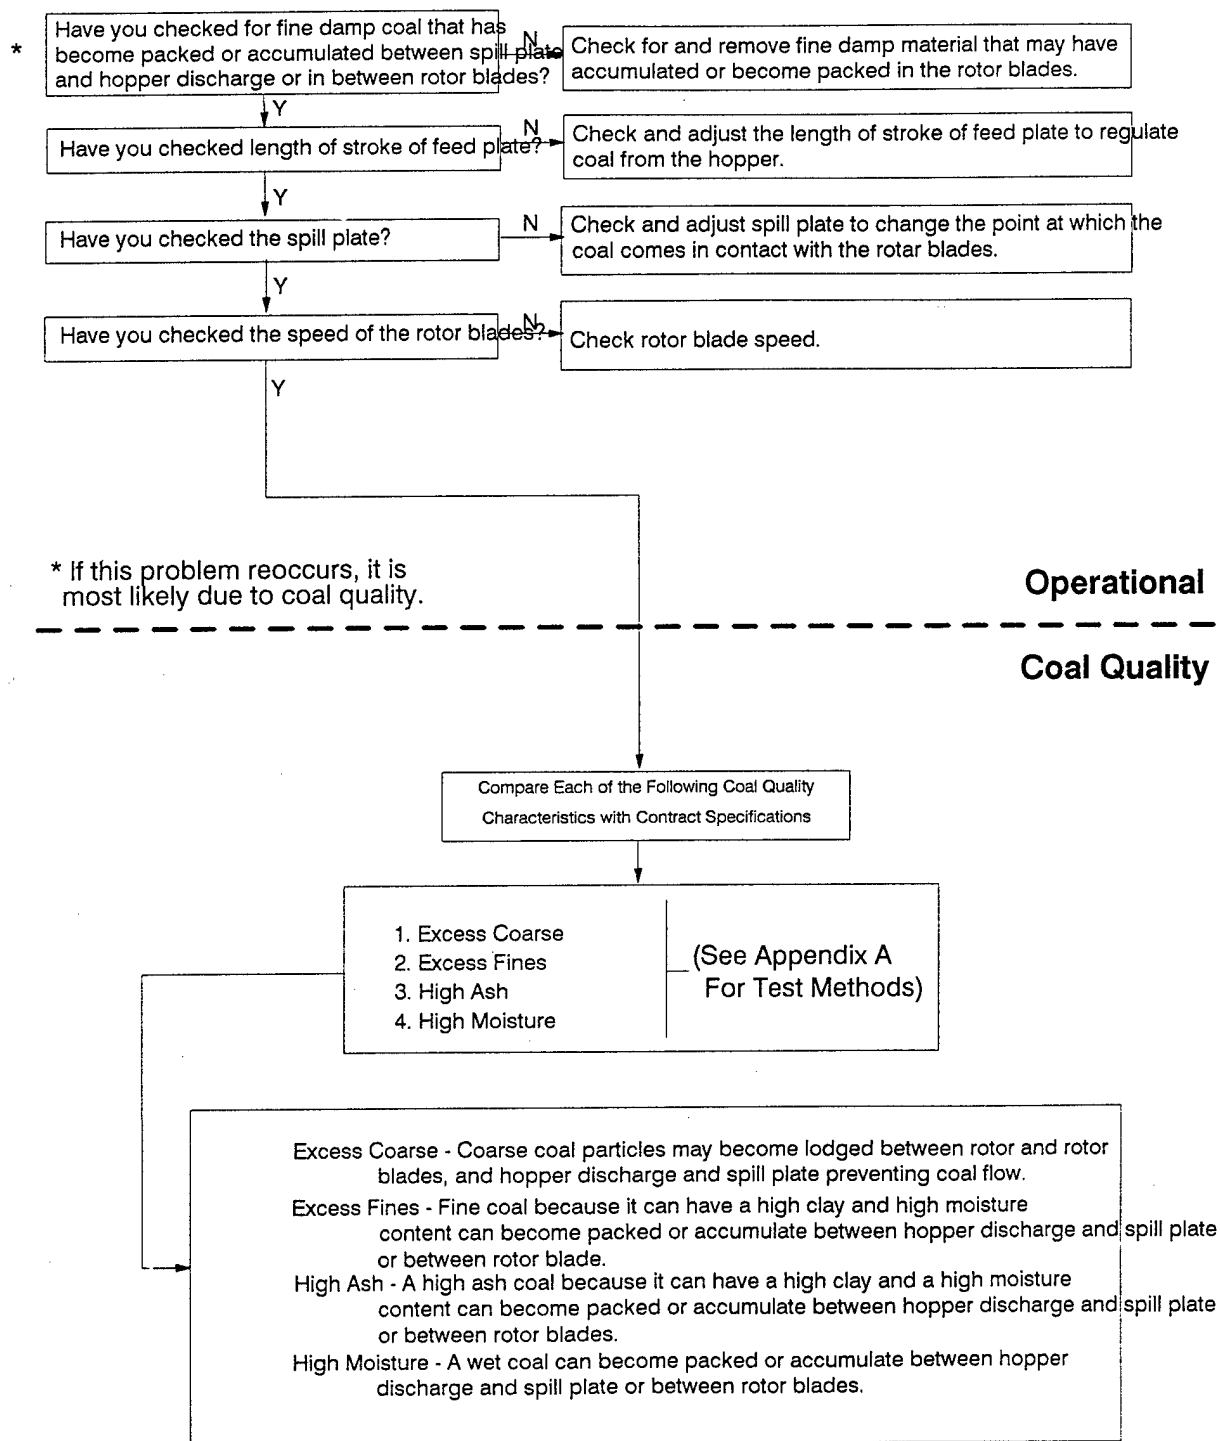 Have you checked for fine damp coal that has
* become packed or accumulated between spill plate
and hopper discharge or in between rotor blades?
N
Check for and remove fine damp material that may have
accumulated or become packed in the rotor blades.
Y
Have you checked length of stroke of feed plate?
N
Check and adjust the length of stroke of feed plate to regulate
coal from the hopper.
Y
Have you checked the spill plate?
N
Check and adjust spill plate to change the point at which the
coal comes in contact with the rotar blades.
Y
Have you checked the speed of the rotor blades?
N
Check rotor blade speed.
Y
* If this problem reoccurs, it is
most likely due to coal quality.
Operational
Coal Quality
Compare Each of the Following Coal Quality
Characteristics with Contract Specifications
1. Excess Coarse
2. Excess Fines
3. High Ash
4. High Moisture
(See Appendix A
For Test Methods)
Excess Coarse - Coarse coal particles may become lodged between rotor and rotor
blades, and hopper discharge and spill plate preventing coal flow.
Excess Fines - Fine coal because it can have a high clay and high moisture
content can become packed or accumulate between hopper discharge and spill plate
or between rotor blade.
High Ash - A high ash coal because it can have a high clay and a high moisture
content can become packed or accumulate between hopper discharge and spill plate
or between rotor blades.
High Moisture - A wet coal can become packed or accumulate between hopper
discharge and spill plate or between rotor blades.